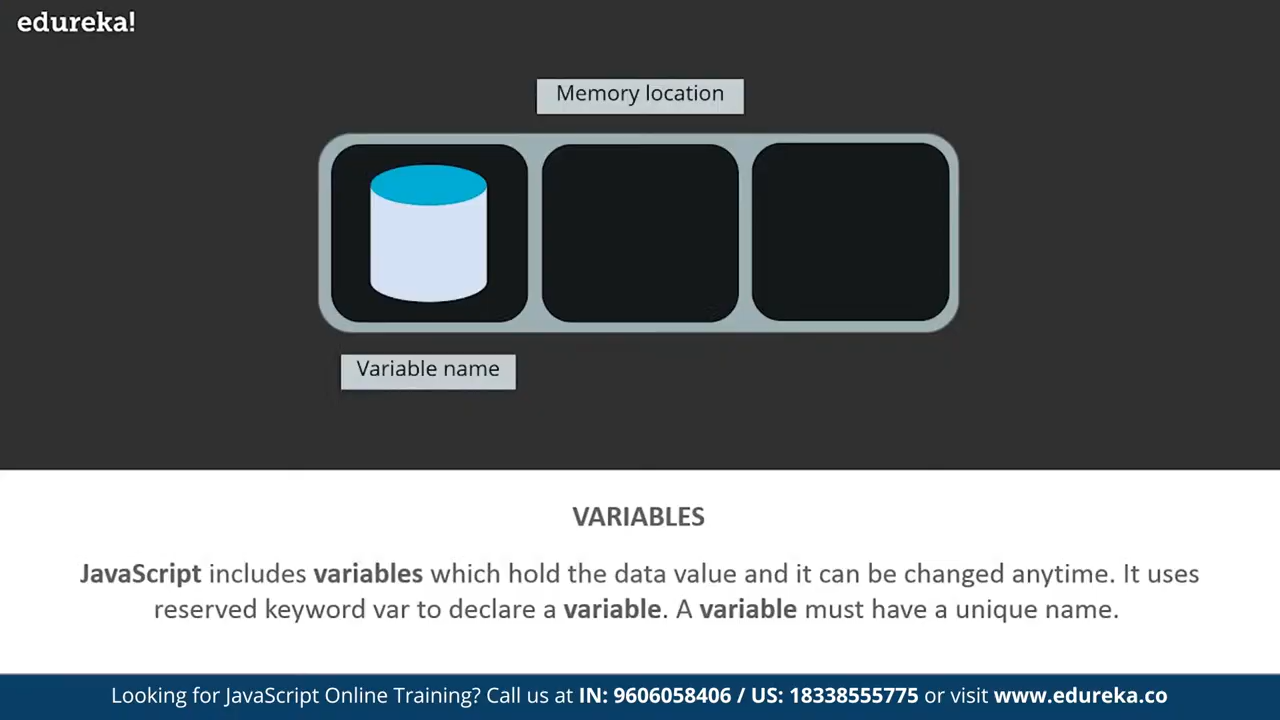 edureka!
Memory location
Variable name
VARIABLES
JavaScript includes variables which hold the data value and it can be changed anytime. It uses
reserved keyword var to declare a variable. A variable must have a unique name.
Looking for JavaScript Online Training? Call us at IN: 9606058406 / US: 18338555775 or visit www.edureka.co